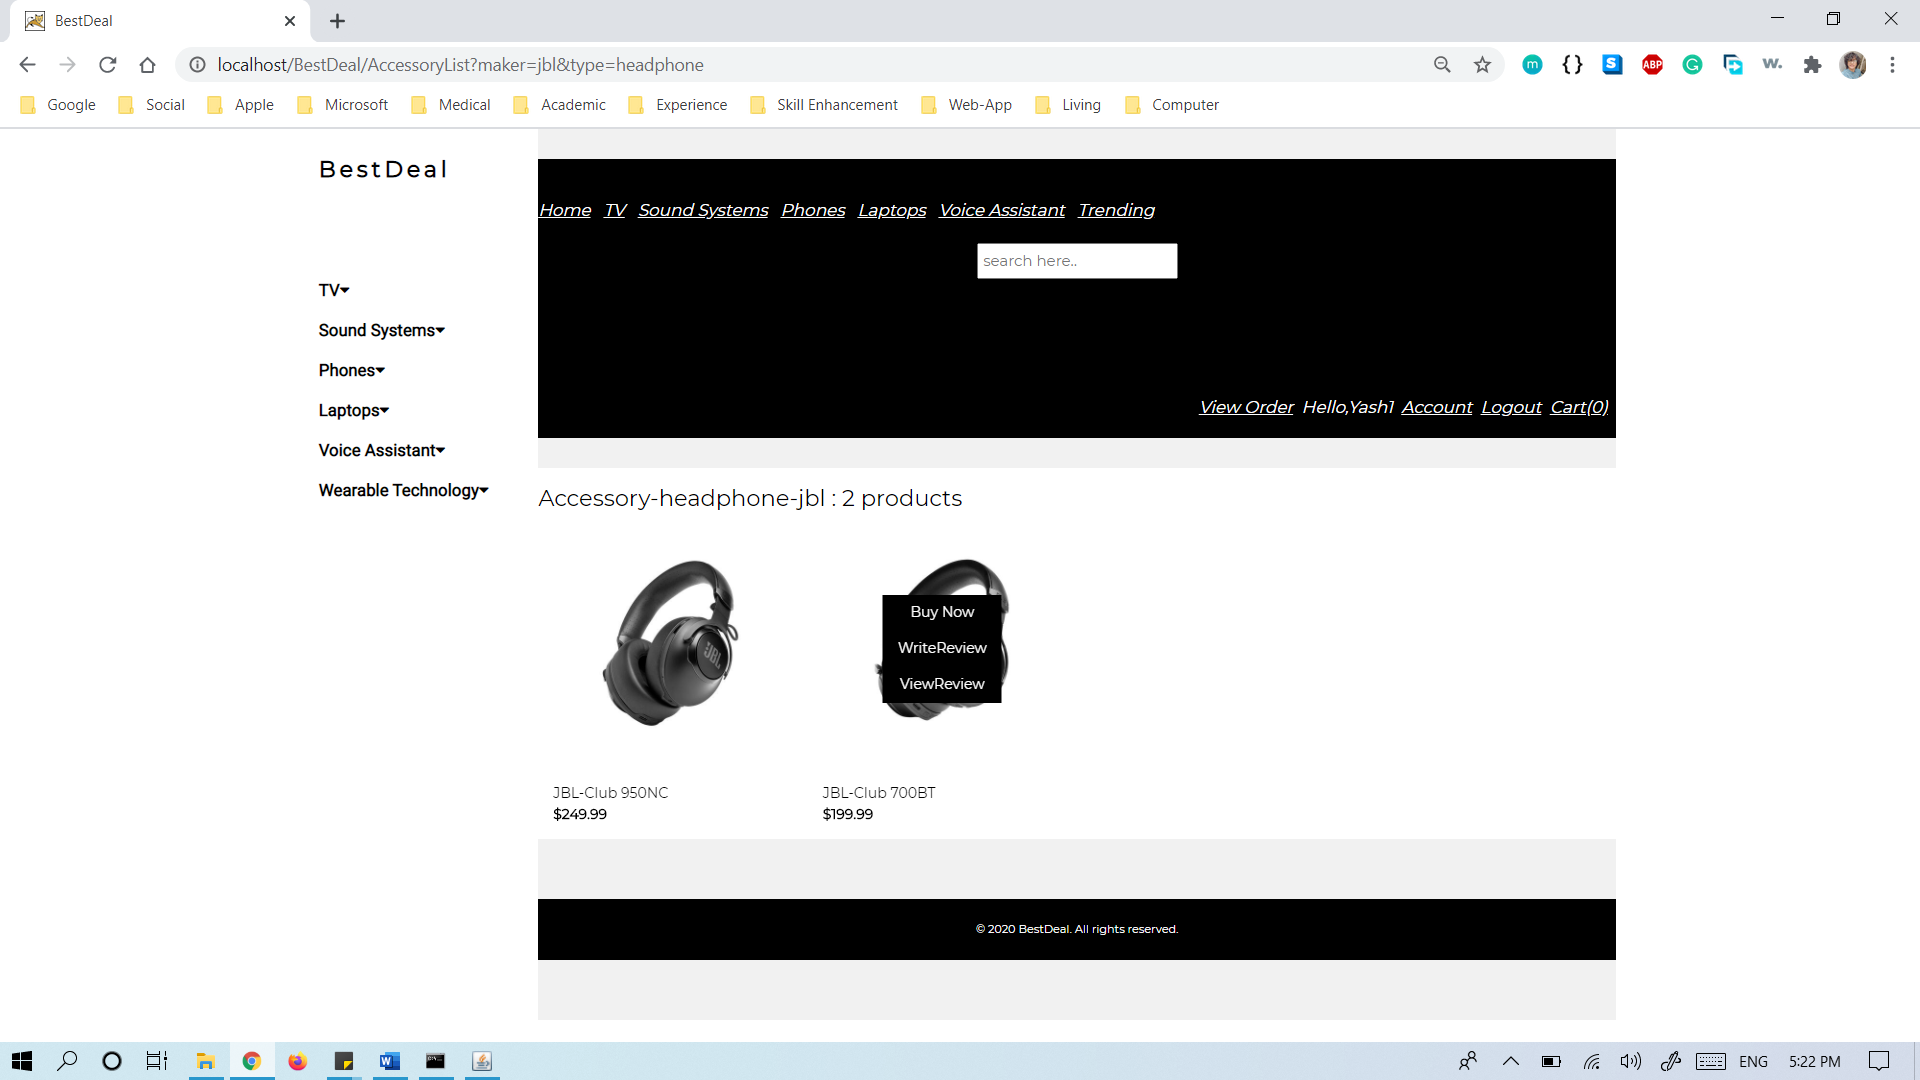 BestDeal
localhost/BestDeal/AccessoryList?maker=jbl&type=headphone
m {} S ABP G w.
Google Social Apple Microsoft Medical Academic Experience Skill Enhancement Web-App Living Computer
BestDeal
Home TV Sound Systems Phones Laptops Voice Assistant Trending
search here..
View Order Hello,Yash1 Account Logout Cart(0)
TV
Sound Systems
Phones
Laptops
Voice Assistant
Wearable Technology
Accessory-headphone-jbl : 2 products
JBL
Buy Now
WriteReview
ViewReview
JBL-Club 950NC
$249.99
JBL-Club 700BT
$199.99
© 2020 BestDeal. All rights reserved.
ENG 5:22 PM